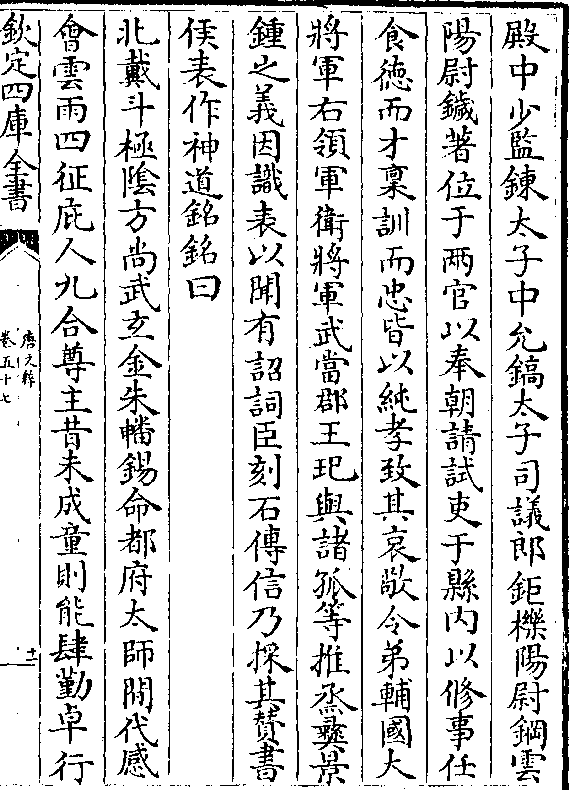 殿中少監錬太子中允鎬太子司議郎鉅櫟陽尉鋼雲
陽尉鐬著位于兩官以奉朝請試吏于縣内以修事任
食徳而才稟訓而忠皆以純孝致其哀敬令弟輔國大
將軍右領軍衛將軍武當郡王玘與諸孤等推烝彞景
鍾之義因識表以聞有詔詞臣刻石傳信乃採其賛書
侯表作神道銘銘曰
北戴斗極隂方尚武玄金朱幡錫命都府太師間代感
會雲雨四征庇人九合尊主昔未成童則能肆勤卓行
欽定四庫全書
唐文粹
卷五十七
十二